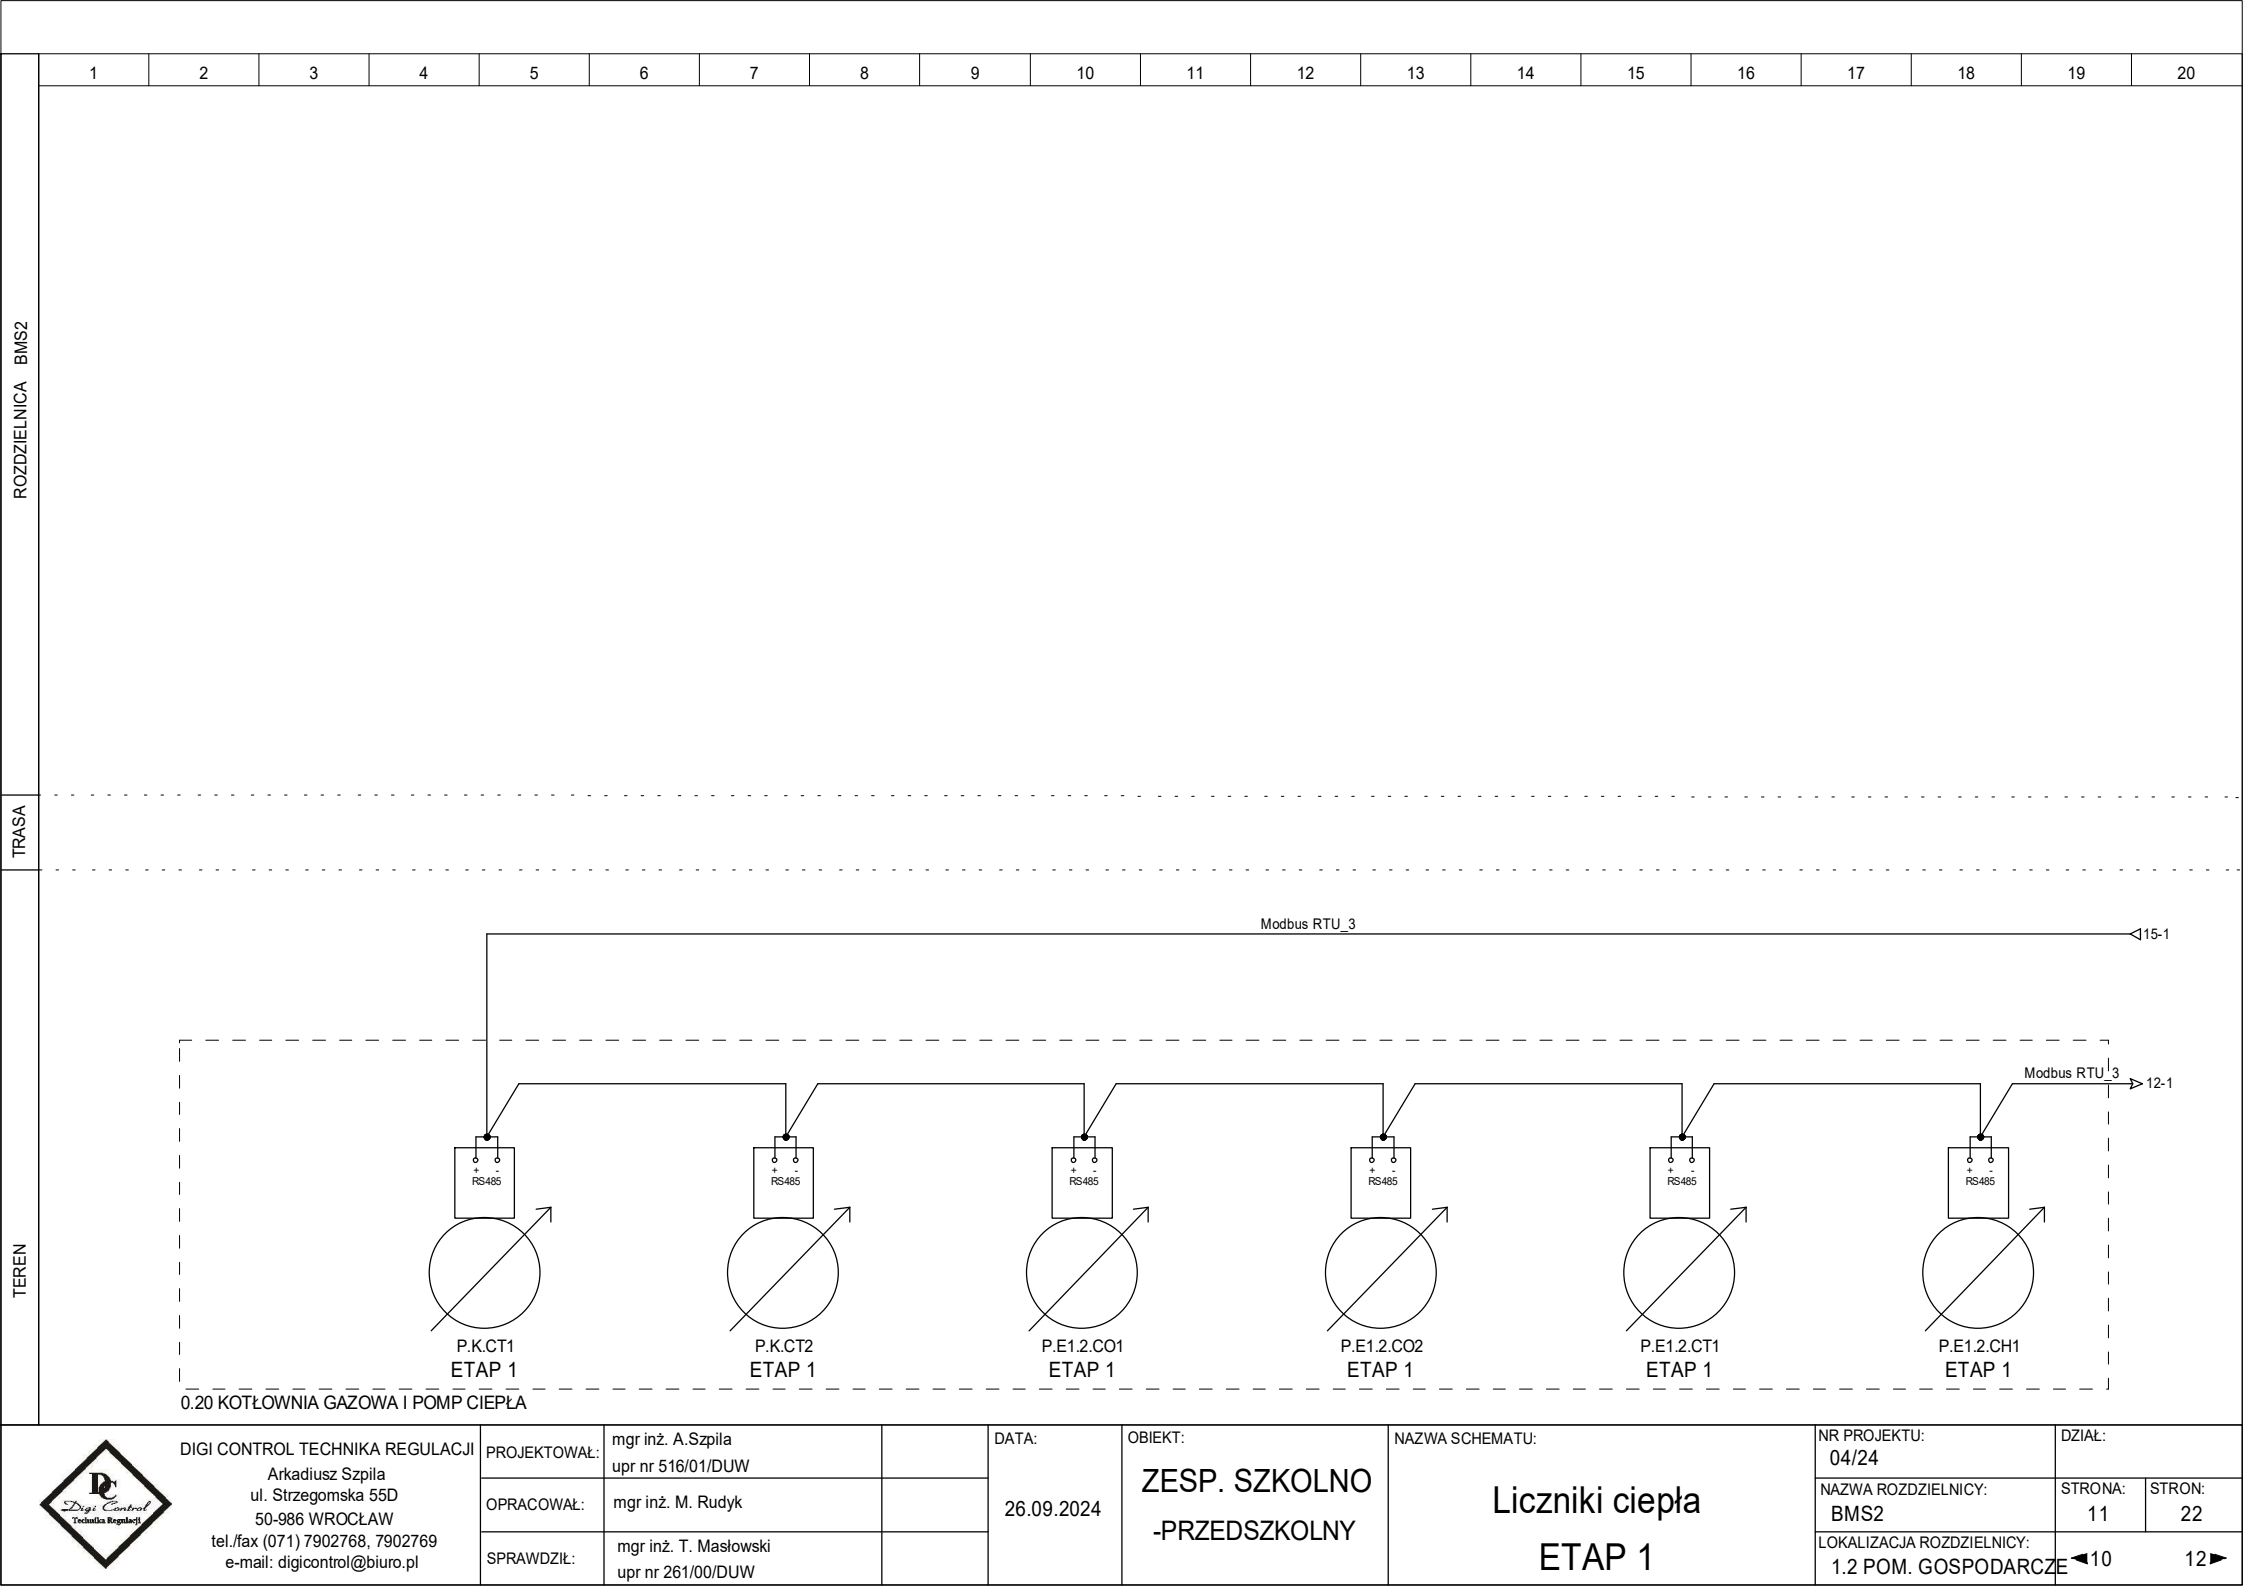 1 2 3 4 5 6 7 8 9 10 11 12 13 14 15 16 17 18 19 20
ROZDZIELNICA BMS2
TRASA
TEREN
Modbus RTU_3
15-1
Modbus RTU_3
12-1
+ -
RS485
+ -
RS485
+ -
RS485
+ -
RS485
+ -
RS485
+ -
RS485
P.K.CT1
ETAP 1
P.K.CT2
ETAP 1
P.E1.2.CO1
ETAP 1
P.E1.2.CO2
ETAP 1
P.E1.2.CT1
ETAP 1
P.E1.2.CH1
ETAP 1
0.20 KOTŁOWNIA GAZOWA I POMP CIEPŁA
DC
Digi Control
Technika Regulacji
DIGI CONTROL TECHNIKA REGULACJI
Arkadiusz Szpila
ul. Strzegomska 55D
50-986 WROCŁAW
tel./fax (071) 7902768, 7902769
e-mail: digicontrol@biuro.pl
PROJEKTOWAŁ:
mgr inż. A.Szpila
upr nr 516/01/DUW
OPRACOWAŁ:
mgr inż. M. Rudyk
SPRAWDZIŁ:
mgr inż. T. Masłowski
upr nr 261/00/DUW
DATA:
26.09.2024
OBIEKT:
ZESP. SZKOLNO
-PRZEDSZKOLNY
NAZWA SCHEMATU:
Liczniki ciepła
ETAP 1
NR PROJEKTU:
04/24
DZIAŁ:
NAZWA ROZDZIELNICY:
BMS2
STRONA:
11
STRON:
22
LOKALIZACJA ROZDZIELNICY:
1.2 POM. GOSPODARCZE
10
12